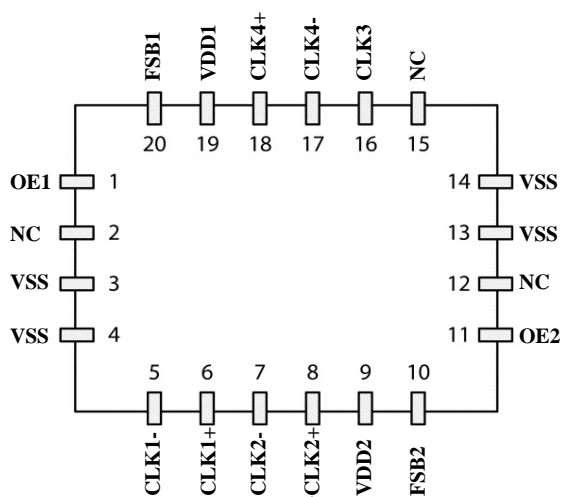 FSB1 VDD1 CLK4+ CLK4- CLK3 NC
20 19 18 17 16 15
OE1 1 14 VSS
NC 2 13 VSS
VSS 3 12 NC
VSS 4 11 OE2
5 6 7 8 9 10
CLK1- CLK1+ CLK2- CLK2+ VDD2 FSB2